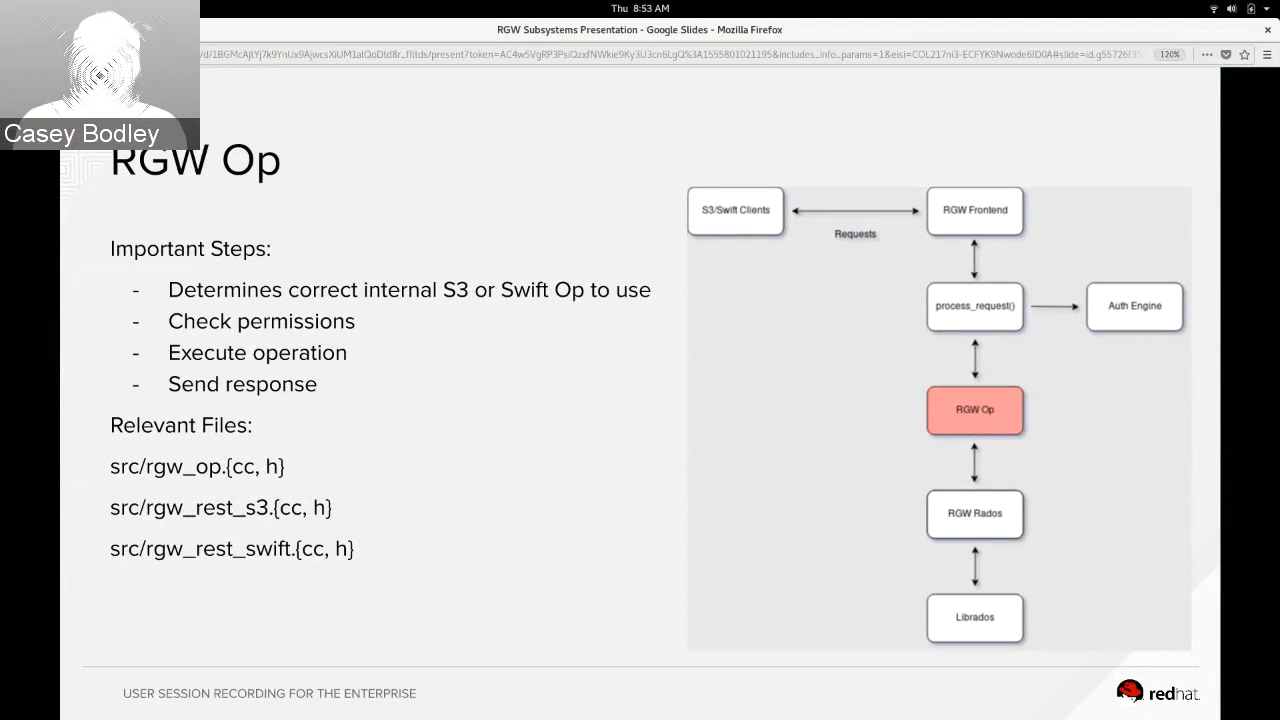 Thu 8:53 AM
RGW Subsystems Presentation - Google Slides - Mozilla Firefox
120%
Casey Bodley
RGW Op
Important Steps:
- Determines correct internal S3 or Swift Op to use
- Check permissions
- Execute operation
- Send response
Relevant Files:
src/rgw_op.{cc, h}
src/rgw_rest_s3.{cc, h}
src/rgw_rest_swift.{cc, h}
S3/Swift Clients
Requests
RGW Frontend
process_request()
Auth Engine
RGW Op
RGW Rados
Librados
USER SESSION RECORDING FOR THE ENTERPRISE
redhat.